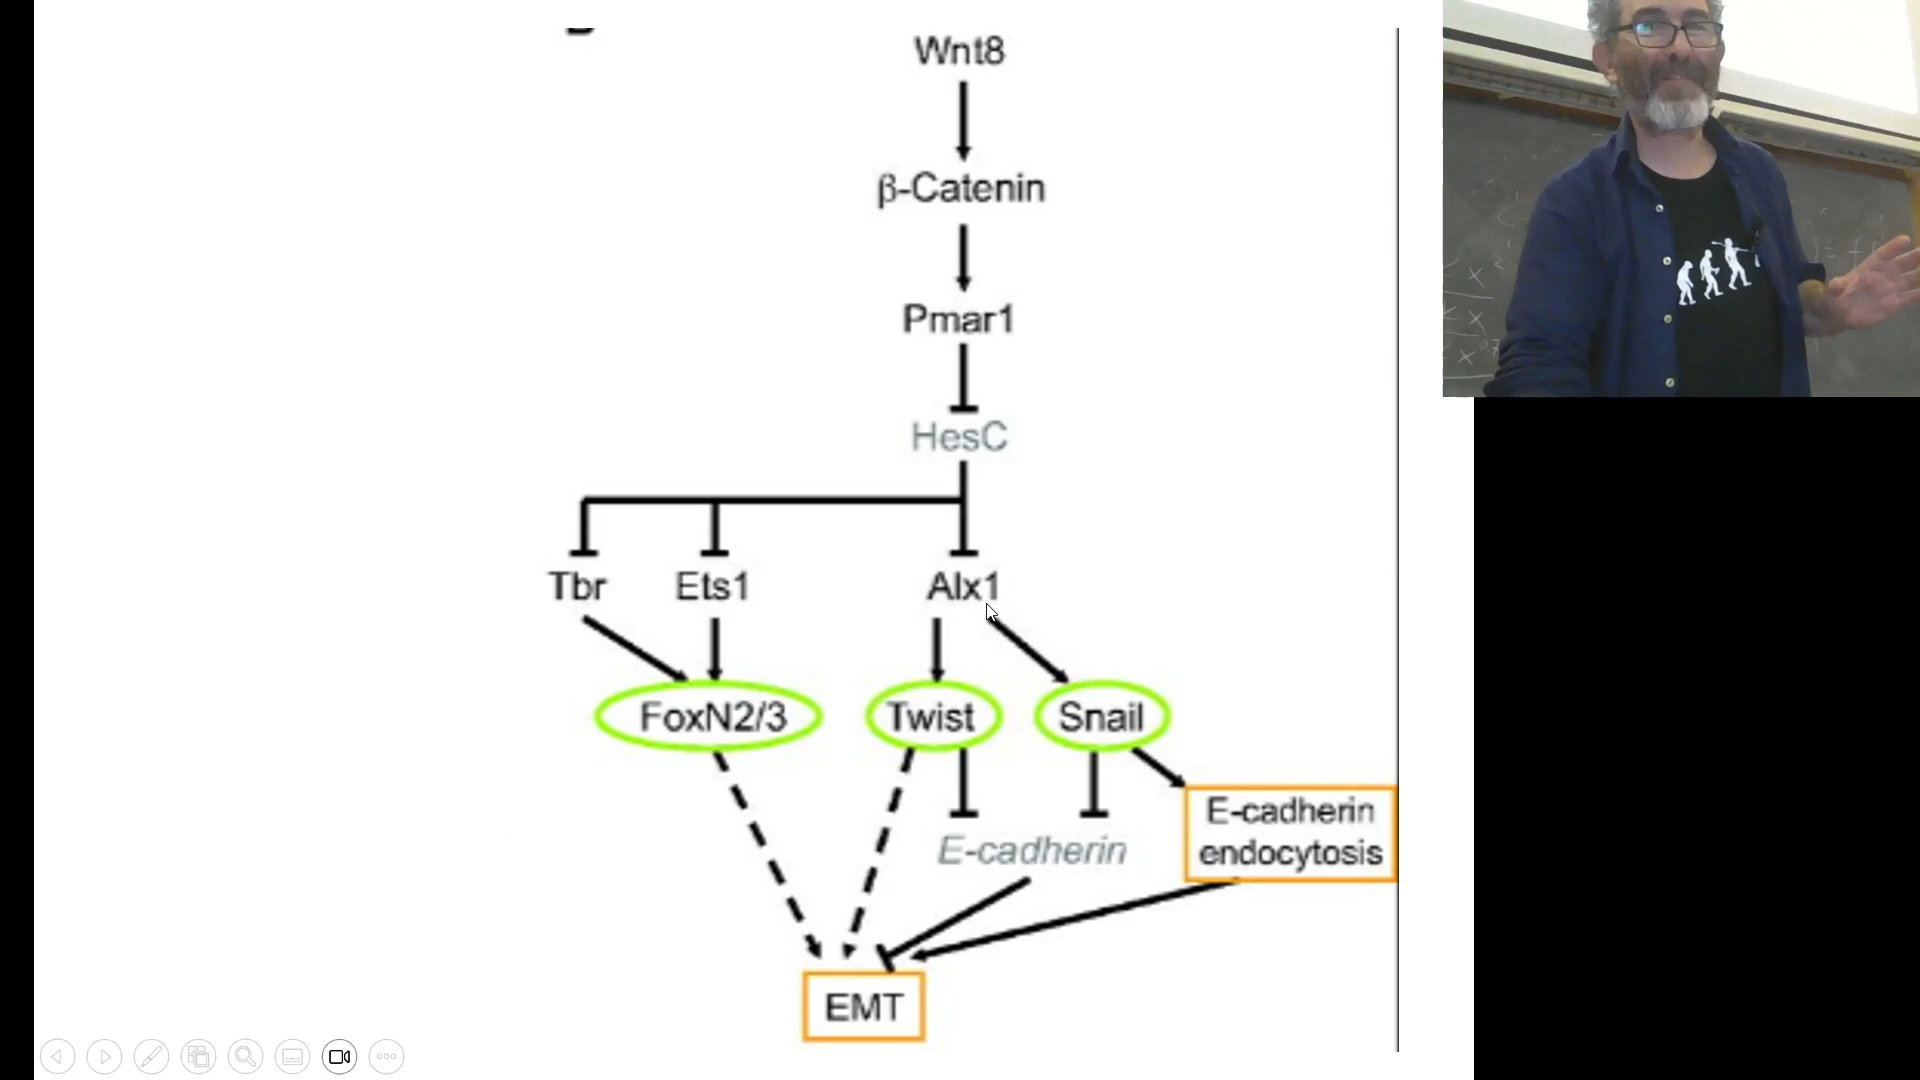 Wnt8
β-Catenin
Pmar1
HesC
Tbr Ets1 Alx1
FoxN2/3 Twist Snail
E-cadherin
E-cadherin
endocytosis
EMT